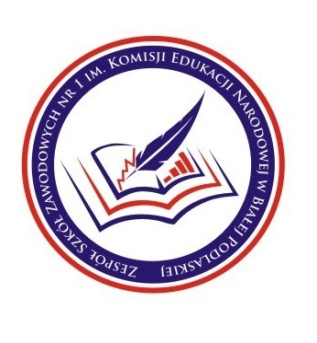 ZESPÓŁ SZKÓŁ ZAWODOWYCH NR 1 IM. KOMISJI EDUKACJI NARODOWEJ W BIAŁEJ PODLASKIEJ